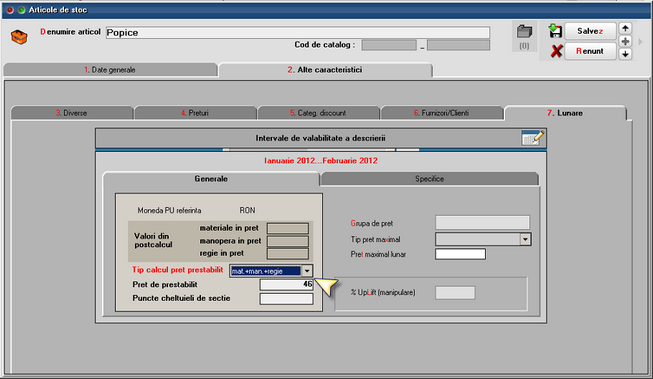 Articole de stoc
Denumire articol Popice
Cod de catalog : _
(0)
Salvez
Renunt
1. Date generale
2. Alte caracteristici
3. Diverse
4. Preturi
5. Categ. discount
6. Furnizori/Clienti
7. Lunare
Intervale de valabilitate a descrierii
Ianuarie 2012...Februarie 2012
Generale
Specifice
Moneda PU referinta RON
Valori din postcalcul
materiale in pret
manopera in pret
regie in pret
Tip calcul pret prestabilit mat.+man.+regie
Pret de prestabilit 46
Puncte cheltuieli de sectie
Grupa de pret
Tip pret maximal
Pret maximal lunar
% UpLift (manipulare)